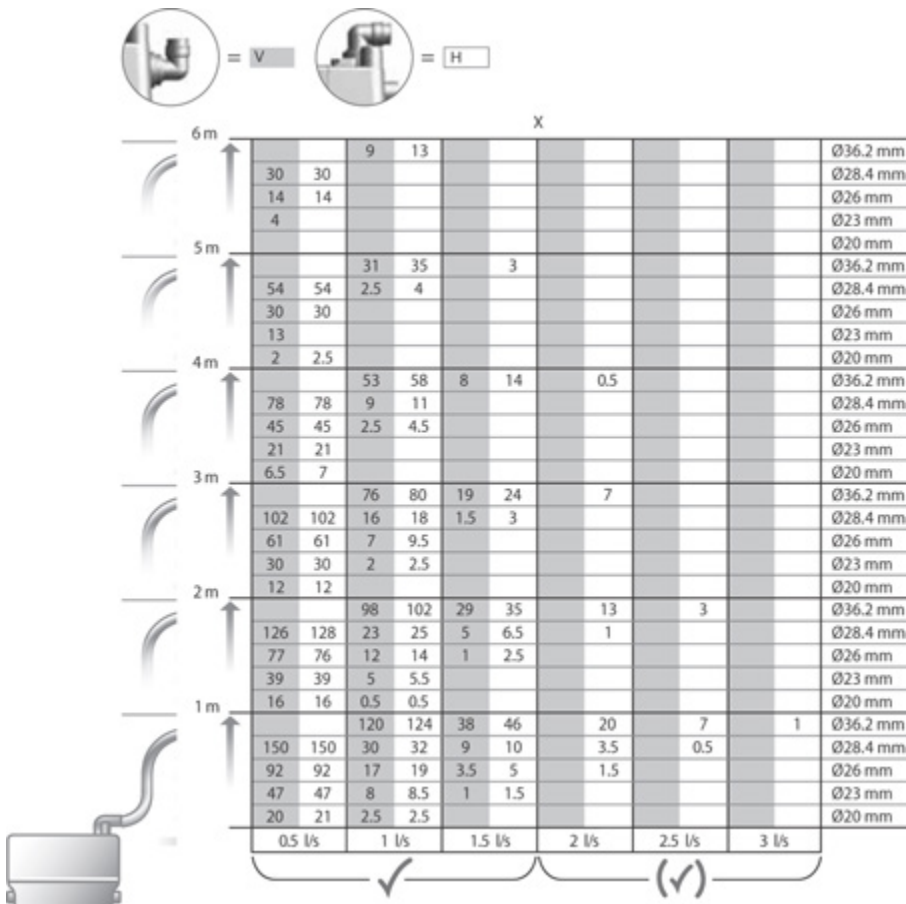 = V = H
X
6 m
9 13 Ø36.2 mm
30 30 Ø28.4 mm
14 14 Ø26 mm
4 Ø23 mm
Ø20 mm
5 m
31 35 3 Ø36.2 mm
54 54 2.5 4 Ø28.4 mm
30 30 Ø26 mm
13 Ø23 mm
2 2.5 Ø20 mm
4 m
53 58 8 14 0.5 Ø36.2 mm
78 78 9 11 Ø28.4 mm
45 45 2.5 4.5 Ø26 mm
21 21 Ø23 mm
6.5 7 Ø20 mm
3 m
76 80 19 24 7 Ø36.2 mm
102 102 16 18 1.5 3 Ø28.4 mm
61 61 7 9.5 Ø26 mm
30 30 2 2.5 Ø23 mm
12 12 Ø20 mm
2 m
98 102 29 35 13 3 Ø36.2 mm
126 128 23 25 5 6.5 1 Ø28.4 mm
77 76 12 14 1 2.5 Ø26 mm
39 39 5 5.5 Ø23 mm
16 16 0.5 0.5 Ø20 mm
1 m
120 124 38 46 20 7 1 Ø36.2 mm
150 150 30 32 9 10 3.5 0.5 Ø28.4 mm
92 92 17 19 3.5 5 1.5 Ø26 mm
47 47 8 8.5 1 1.5 Ø23 mm
20 21 2.5 2.5 Ø20 mm
0.5 l/s 1 l/s 1.5 l/s 2 l/s 2.5 l/s 3 l/s
✓ (✓)